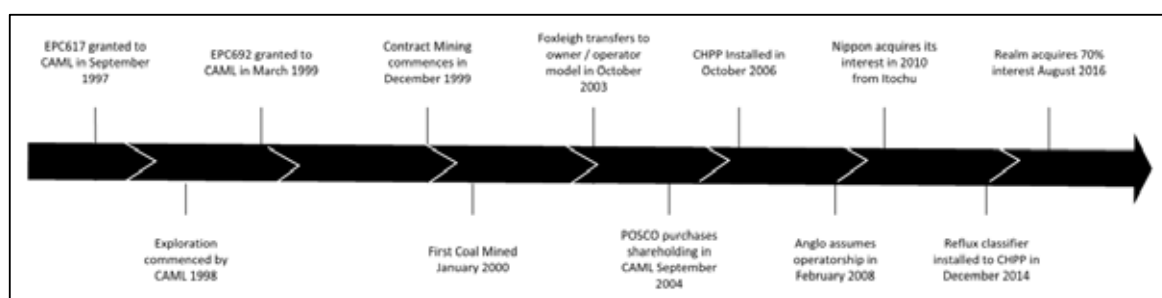 EPC617 granted to
CAML in September
1997
EPC692 granted to
CAML in March 1999
Contract Mining
commences in
December 1999
Foxleigh transfers to
owner / operator
model in October
2003
CHPP Installed in
October 2006
Nippon acquires its
interest in 2010
from Itochu
Realm acquires 70%
interest August 2016
Exploration
commenced by
CAML 1998
First Coal Mined
January 2000
POSCO purchases
shareholding in
CAML September
2004
Anglo assumes
operatorship in
February 2008
Reflux classifier
installed to CHPP in
December 2014